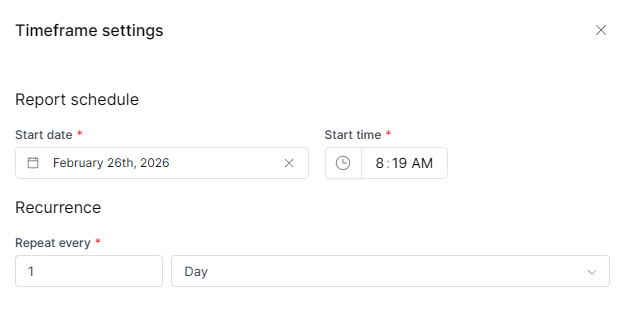 Timeframe settings
Report schedule
Start date *
Start time *
February 26th, 2026
8:19 AM
Recurrence
Repeat every *
1
Day